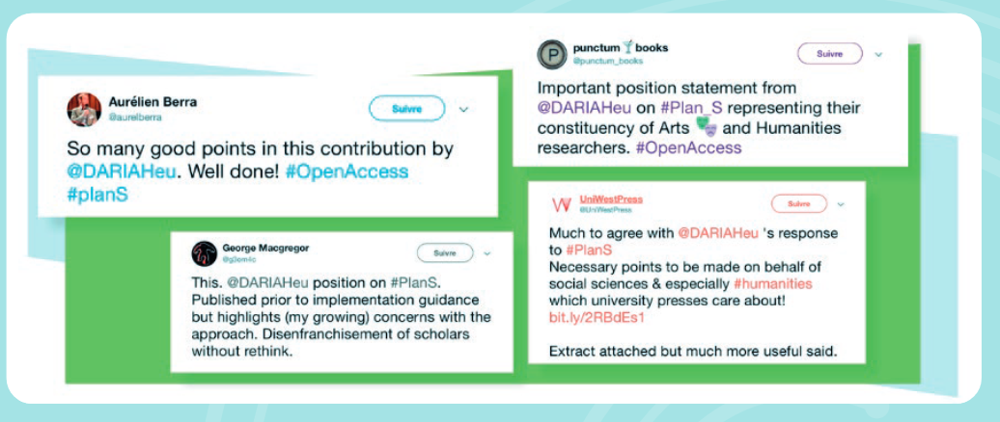 Aurélien Berra
@aurelberra
Suivre
So many good points in this contribution by
@DARIAHeu. Well done! #OpenAccess
#planS
punctum books
@punctum_books
Suivre
Important position statement from
@DARIAHeu on #Plan_S representing their
constituency of Arts and Humanities
researchers. #OpenAccess
George Macgregor
@g3om4c
Suivre
This. @DARIAHeu position on #PlanS.
Published prior to implementation guidance
but highlights (my growing) concerns with the
approach. Disenfranchisement of scholars
without rethink.
UniWestPress
@UniWestPress
Suivre
Much to agree with @DARIAHeu 's response
to #PlanS
Necessary points to be made on behalf of
social sciences & especially #humanities
which university presses care about!
bit.ly/2RBdEs1
Extract attached but much more useful said.